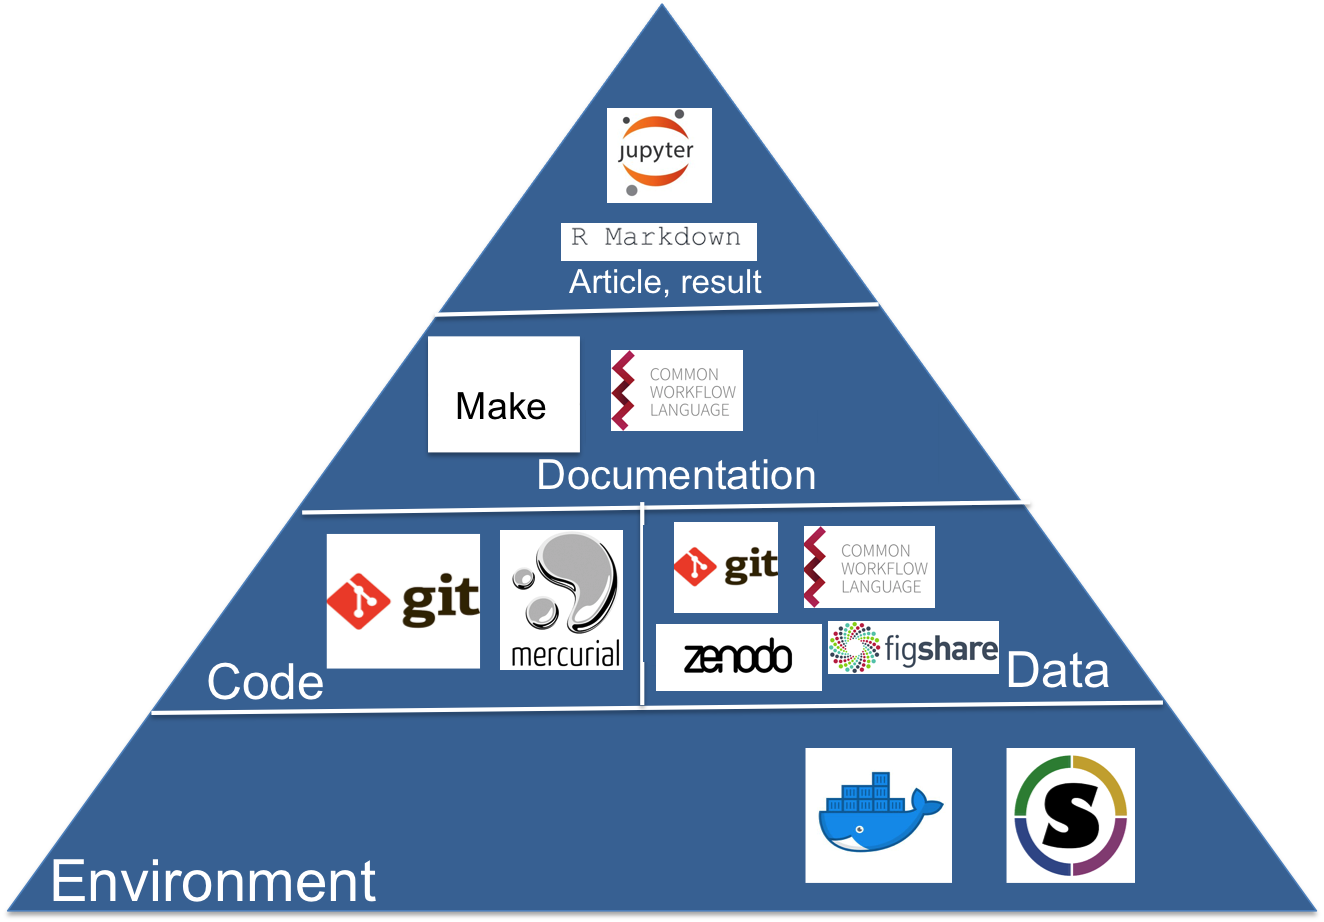 jupyter
R Markdown
Article, result
Make
COMMON
WORKFLOW
LANGUAGE
Documentation
git
mercurial
Code
git
COMMON
WORKFLOW
LANGUAGE
zenodo
figshare
Data
S
Environment